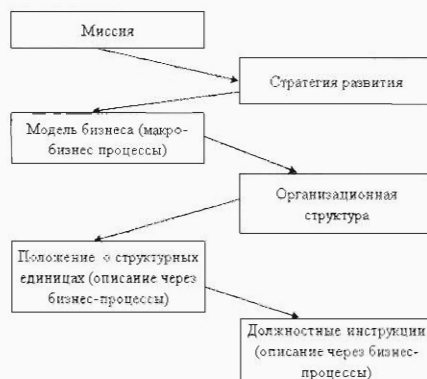 Миссия
Стратегия развития
Модель бизнеса (макро-
бизнес процессы)
Организационная
структура
Положение о структурных
единицах (описание через
бизнес-процессы)
Должностные инструкции
(описание через бизнес-
процессы)